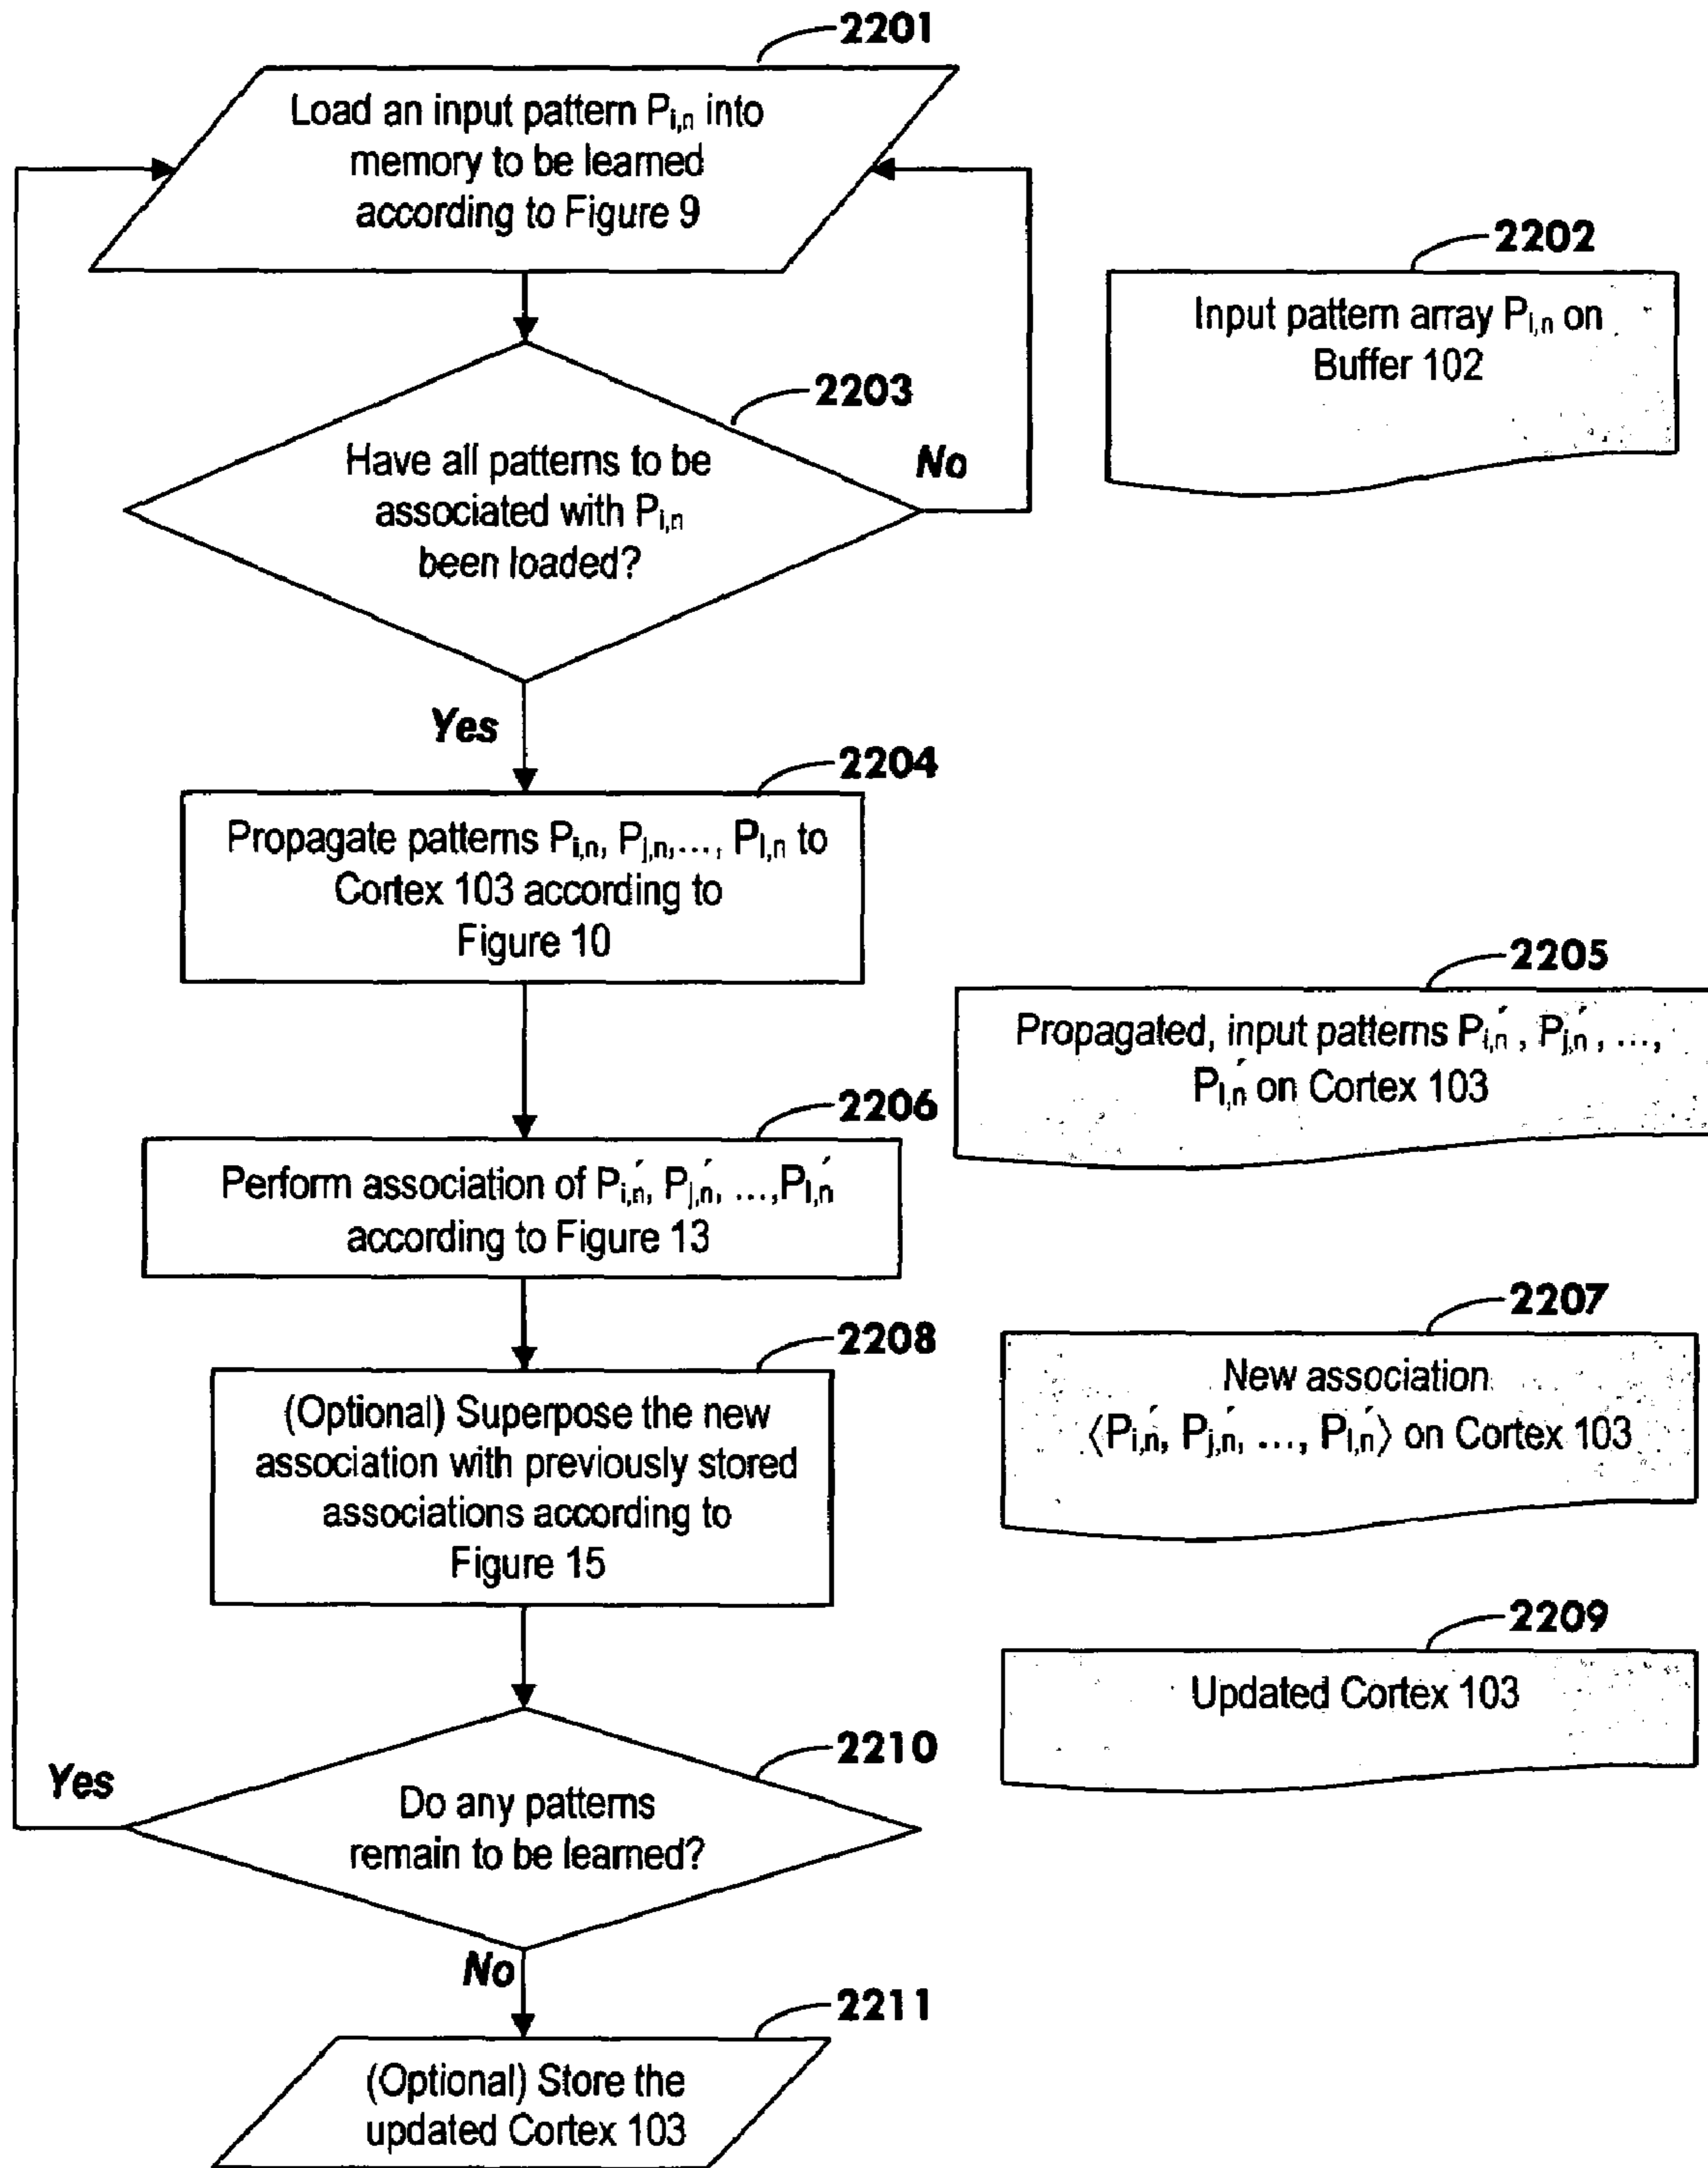 2201
Load an input pattern Pi,n into
memory to be learned
according to Figure 9
2202
Input pattern array Pi,n on
Buffer 102
2203
Have all patterns to be
associated with Pi,n
been loaded?
No
Yes
2204
Propagate patterns Pi,n, Pj,n,..., Pl,n to
Cortex 103 according to
Figure 10
2205
Propagated, input patterns Pi,n′, Pj,n′, ...,
Pl,n′ on Cortex 103
2206
Perform association of Pi,n′, Pj,n′, ...,Pl,n′
according to Figure 13
2207
New association
⟨Pi,n′, Pj,n′, ..., Pl,n′⟩ on Cortex 103
2208
(Optional) Superpose the new
association with previously stored
associations according to
Figure 15
2209
Updated Cortex 103
2210
Yes
Do any patterns
remain to be learned?
No
2211
(Optional) Store the
updated Cortex 103